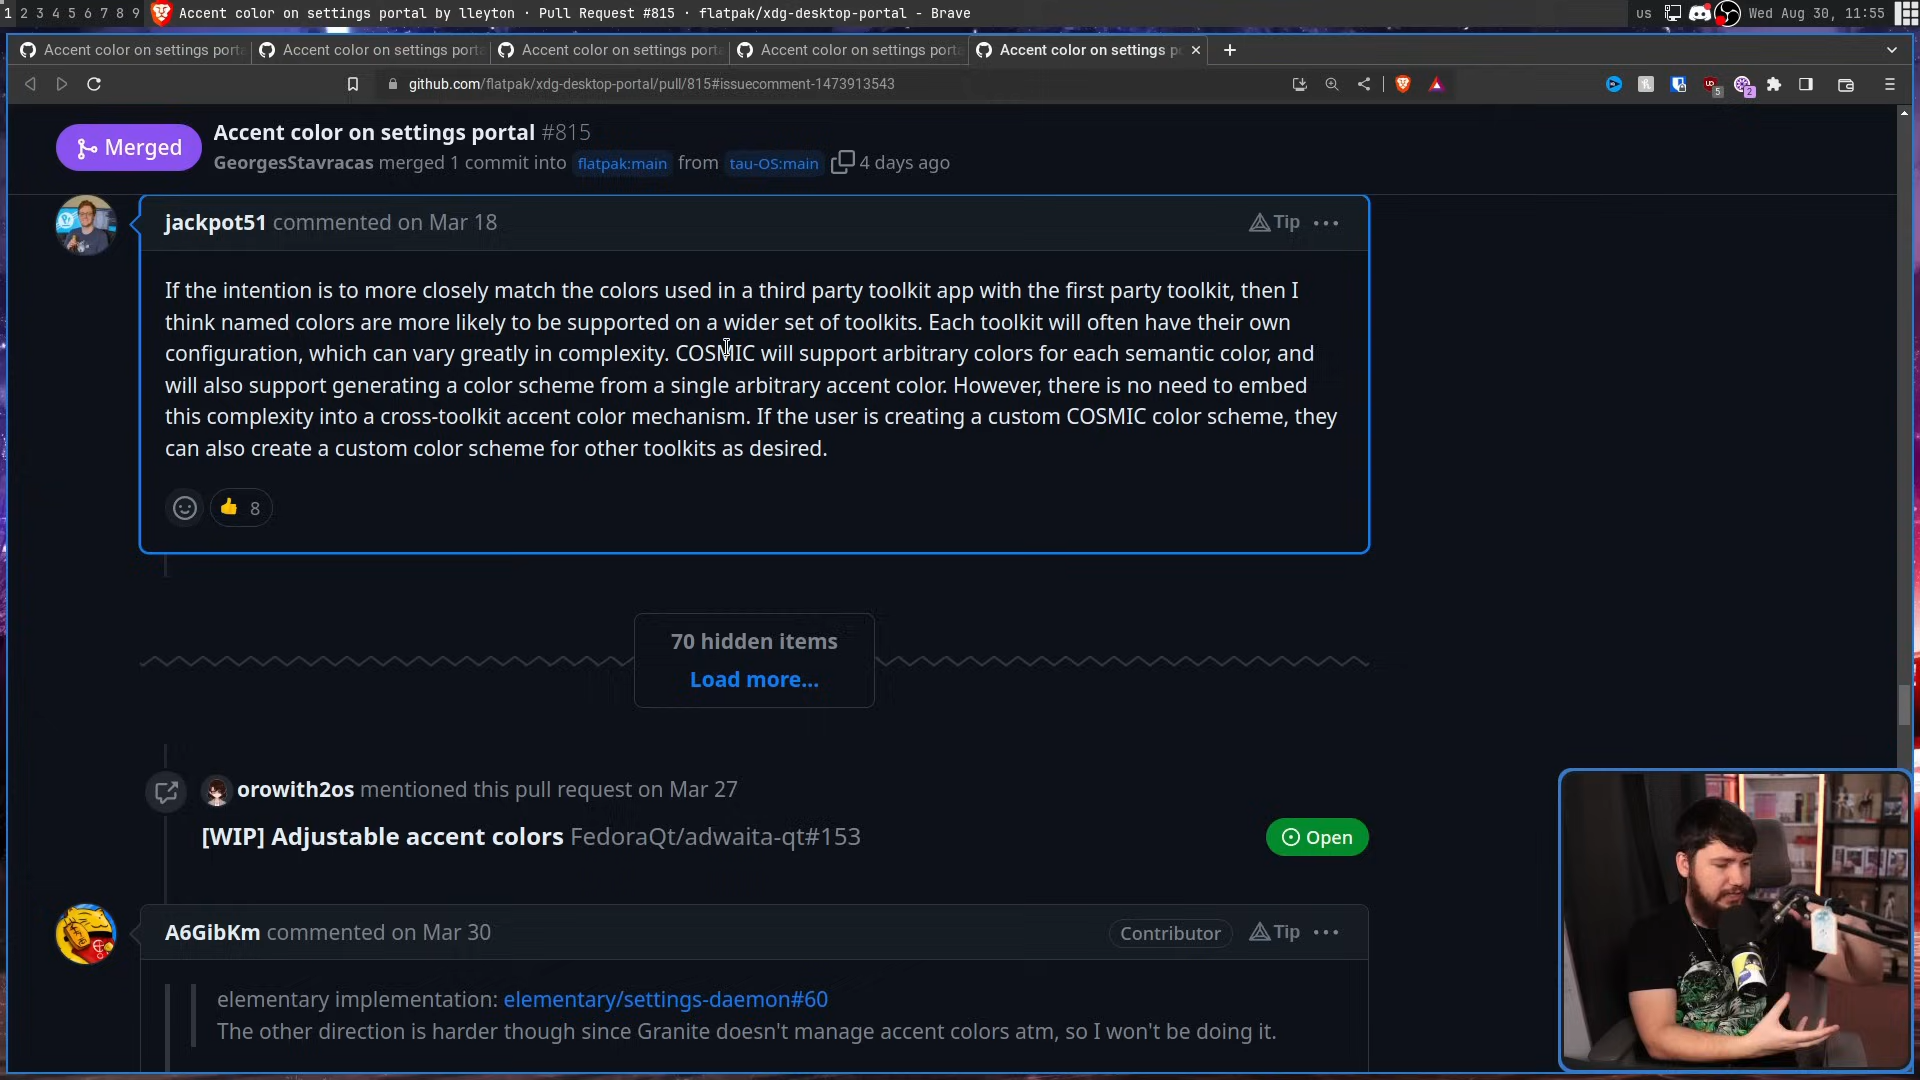 1 2 3 4 5 6 7 8 9 Accent color on settings portal by lleyton · Pull Request #815 · flatpak/xdg-desktop-portal - Brave us Wed Aug 30, 11:55
Accent color on settings porta Accent color on settings porta Accent color on settings porta Accent color on settings porta Accent color on settings p
github.com/flatpak/xdg-desktop-portal/pull/815#issuecomment-1473913543
5 2
Merged
Accent color on settings portal #815
GeorgesStavracas merged 1 commit into flatpak:main from tau-OS:main 4 days ago
jackpot51 commented on Mar 18 Tip
If the intention is to more closely match the colors used in a third party toolkit app with the first party toolkit, then I
think named colors are more likely to be supported on a wider set of toolkits. Each toolkit will often have their own
configuration, which can vary greatly in complexity. COSMIC will support arbitrary colors for each semantic color, and
will also support generating a color scheme from a single arbitrary accent color. However, there is no need to embed
this complexity into a cross-toolkit accent color mechanism. If the user is creating a custom COSMIC color scheme, they
can also create a custom color scheme for other toolkits as desired.
8
70 hidden items
Load more...
orowith2os mentioned this pull request on Mar 27
[WIP] Adjustable accent colors FedoraQt/adwaita-qt#153
Open
A6GibKm commented on Mar 30 Contributor Tip
elementary implementation: elementary/settings-daemon#60
The other direction is harder though since Granite doesn't manage accent colors atm, so I won't be doing it.